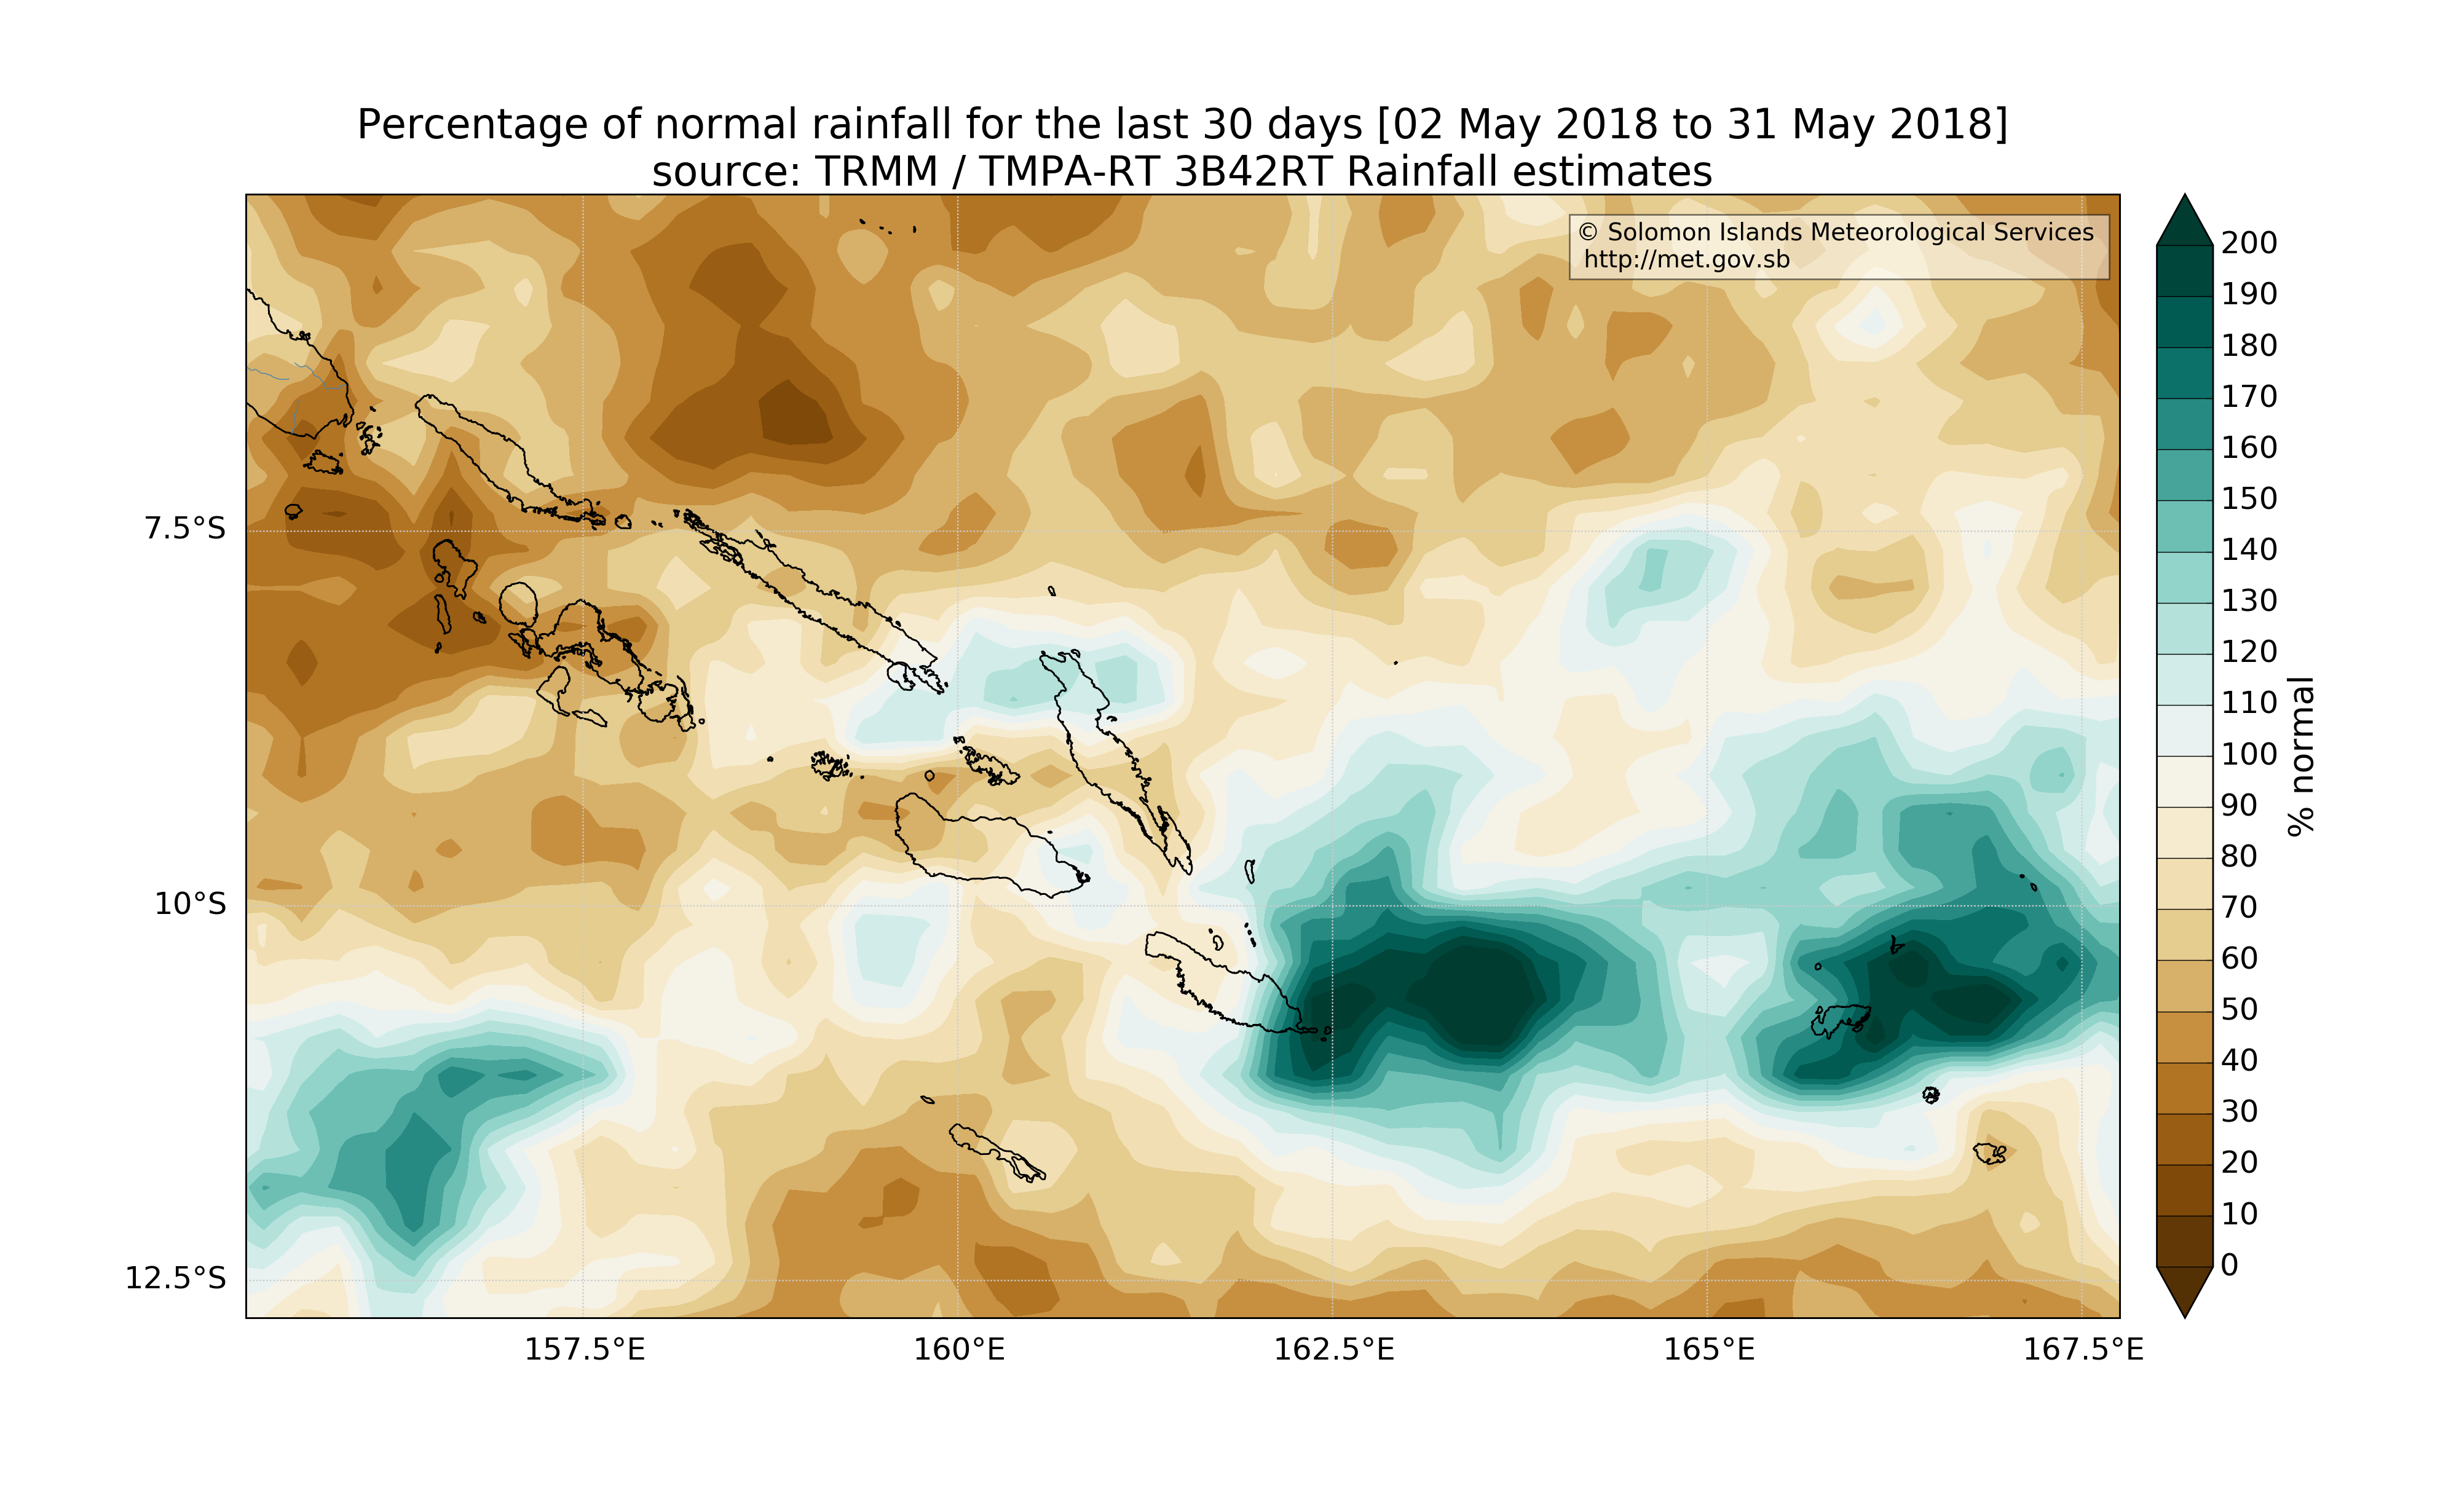 Percentage of normal rainfall for the last 30 days [02 May 2018 to 31 May 2018]
source: TRMM / TMPA-RT 3B42RT Rainfall estimates
© Solomon Islands Meteorological Services
http://met.gov.sb
7.5°S
10°S
12.5°S
157.5°E
160°E
162.5°E
165°E
167.5°E
200
190
180
170
160
150
140
130
120
110
100
90
80
70
60
50
40
30
20
10
0
% normal